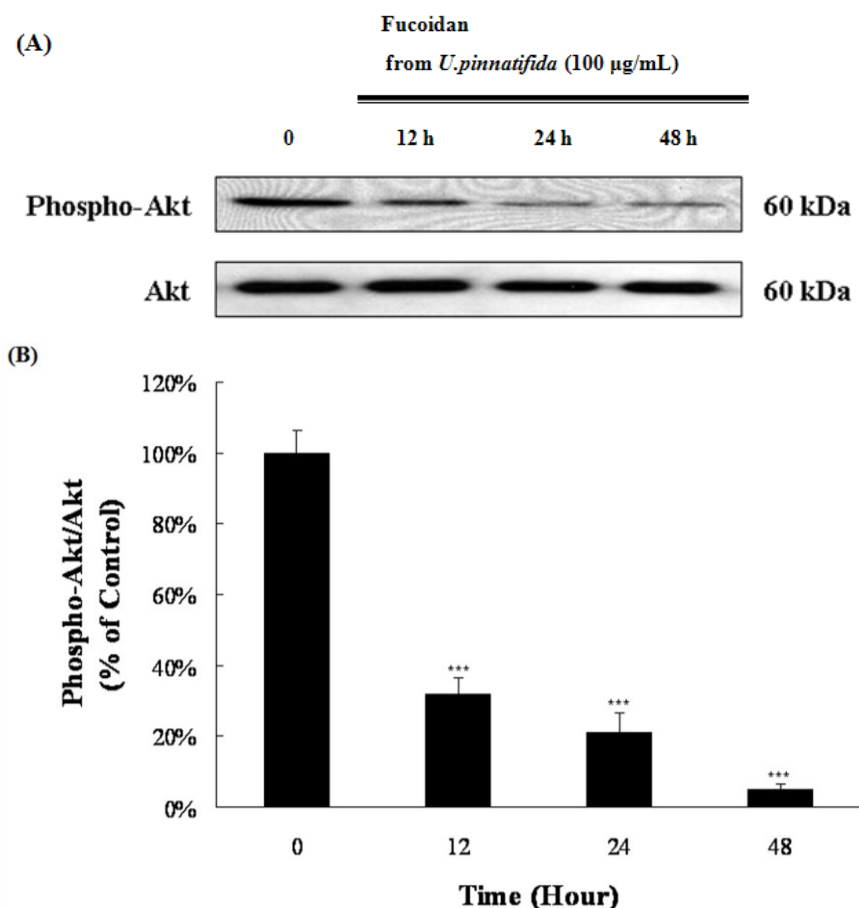 (A)
Fucoidan
from U.pinnatifida (100 µg/mL)
0 12 h 24 h 48 h
Phospho-Akt 60 kDa
Akt 60 kDa
(B)
120%
100%
80%
60%
40%
20%
0%
Phospho-Akt/Akt
(% of Control)
***
***
***
0 12 24 48
Time (Hour)